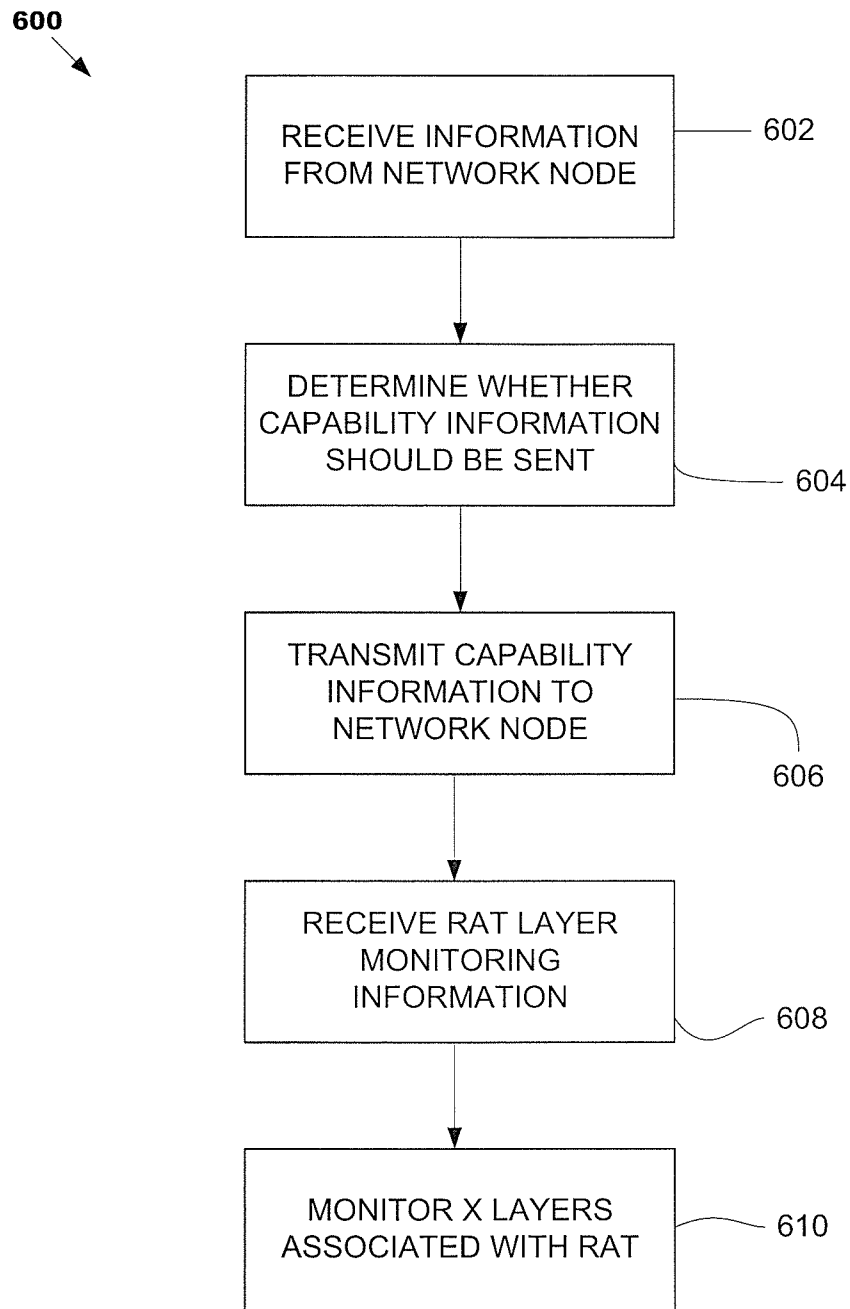 600
RECEIVE INFORMATION
FROM NETWORK NODE
602
DETERMINE WHETHER
CAPABILITY INFORMATION
SHOULD BE SENT
604
TRANSMIT CAPABILITY
INFORMATION TO
NETWORK NODE
606
RECEIVE RAT LAYER
MONITORING
INFORMATION
608
MONITOR X LAYERS
ASSOCIATED WITH RAT
610